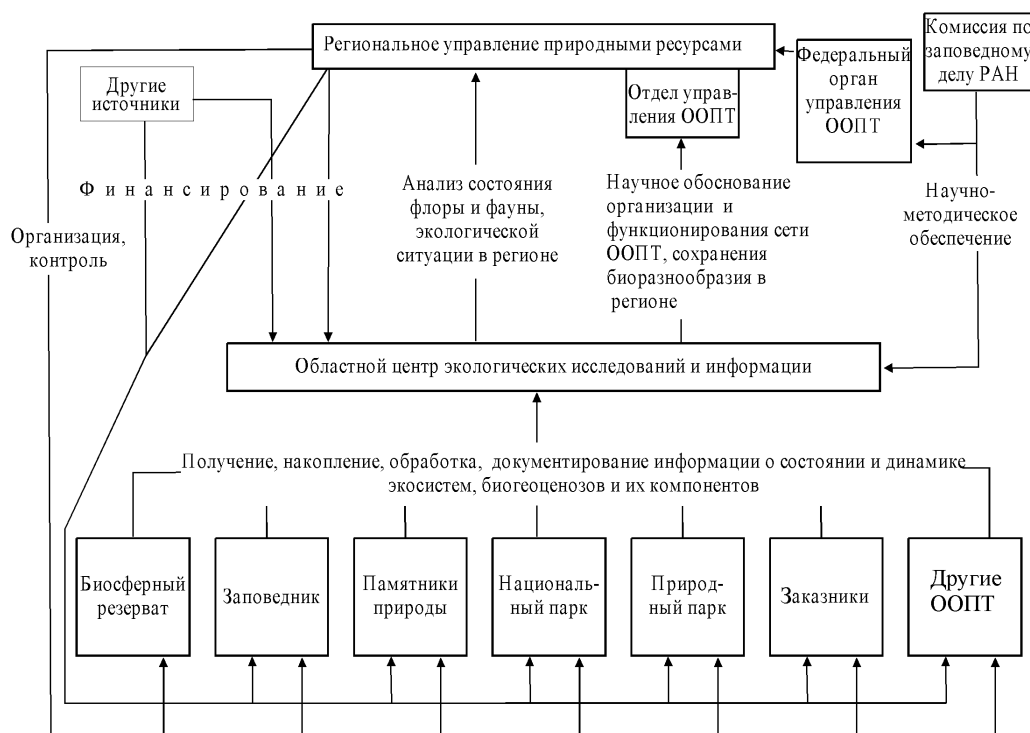 Региональное управление природными ресурсами
Комиссия по
заповедному
делу РАН
Федеральный
орган
управления
ООПТ
Другие
источники
Отдел управ-
ления ООПТ
Финансирование
Организация,
контроль
Анализ состояния
флоры и фауны,
экологической
ситуации в регионе
Научное обоснование
организации и
функционирования сети
ООПТ, сохранения
биоразнообразия в
регионе
Научно-
методическое
обеспечение
Областной центр экологических исследований и информации
Получение, накопление, обработка, документирование информации о состоянии и динамике
экосистем, биогеоценозов и их компонентов
Биосферный
резерват
Заповедник
Памятники
природы
Националь-
ный парк
Природ-
ный парк
Заказники
Другие
ООПТ